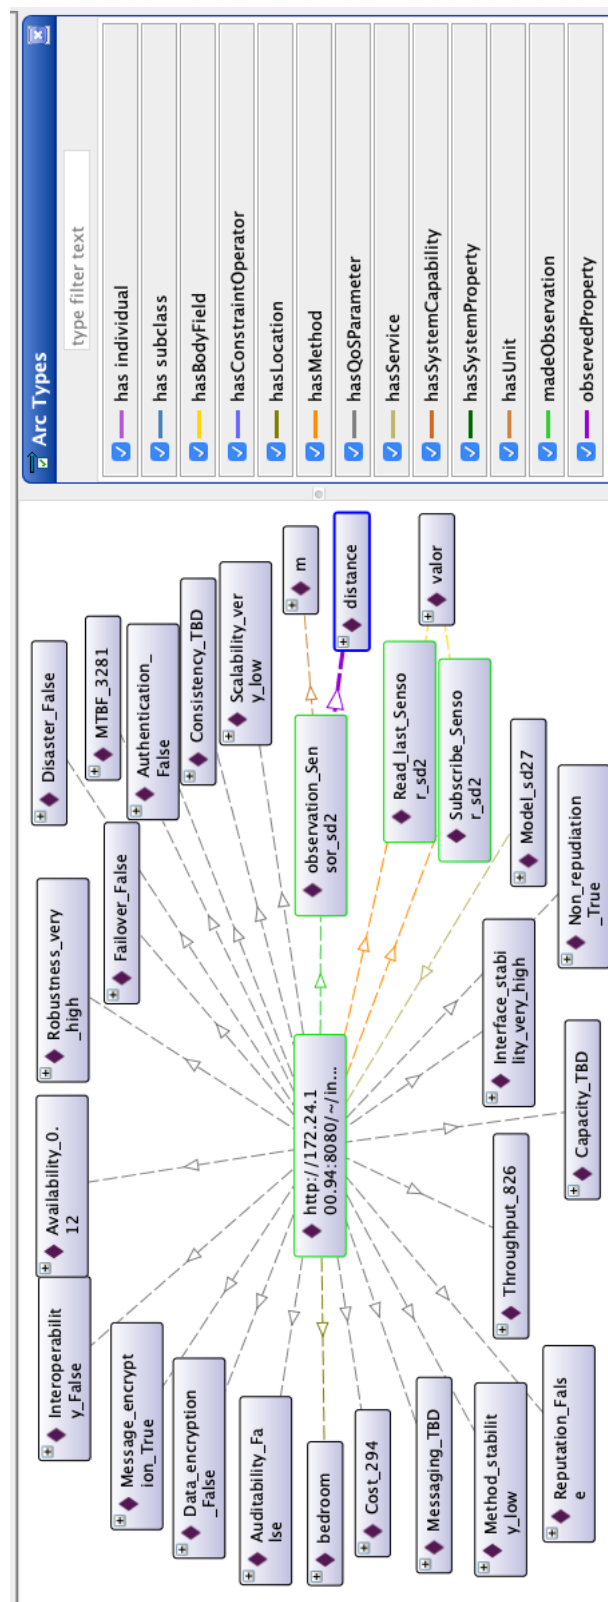 Arc Types
type filter text
has individual
has subclass
hasBodyField
hasConstraintOperator
hasLocation
hasMethod
hasQoSParameter
hasService
hasSystemCapability
hasSystemProperty
hasUnit
madeObservation
observedProperty
Disaster_False
MTBF_3281
Authentication_
False
Consistency_TBD
Scalability_ver
y_low
m
distance
valor
Robustness_very
_high
Failover_False
observation_Sen
sor_sd2
Read_last_Senso
r_sd2
Subscribe_Senso
r_sd2
Model_sd27
Non_repudiation
_True
Interface_stabi
lity_very_high
Availability_0.
12
http://172.24.1
00.94:8080/~/in...
Capacity_TBD
Throughput_826
Interoperabilit
y_False
Message_encrypt
ion_True
Data_encryption
_False
Auditability_Fa
lse
bedroom
Cost_294
Messaging_TBD
Method_stabilit
y_low
Reputation_Fals
e